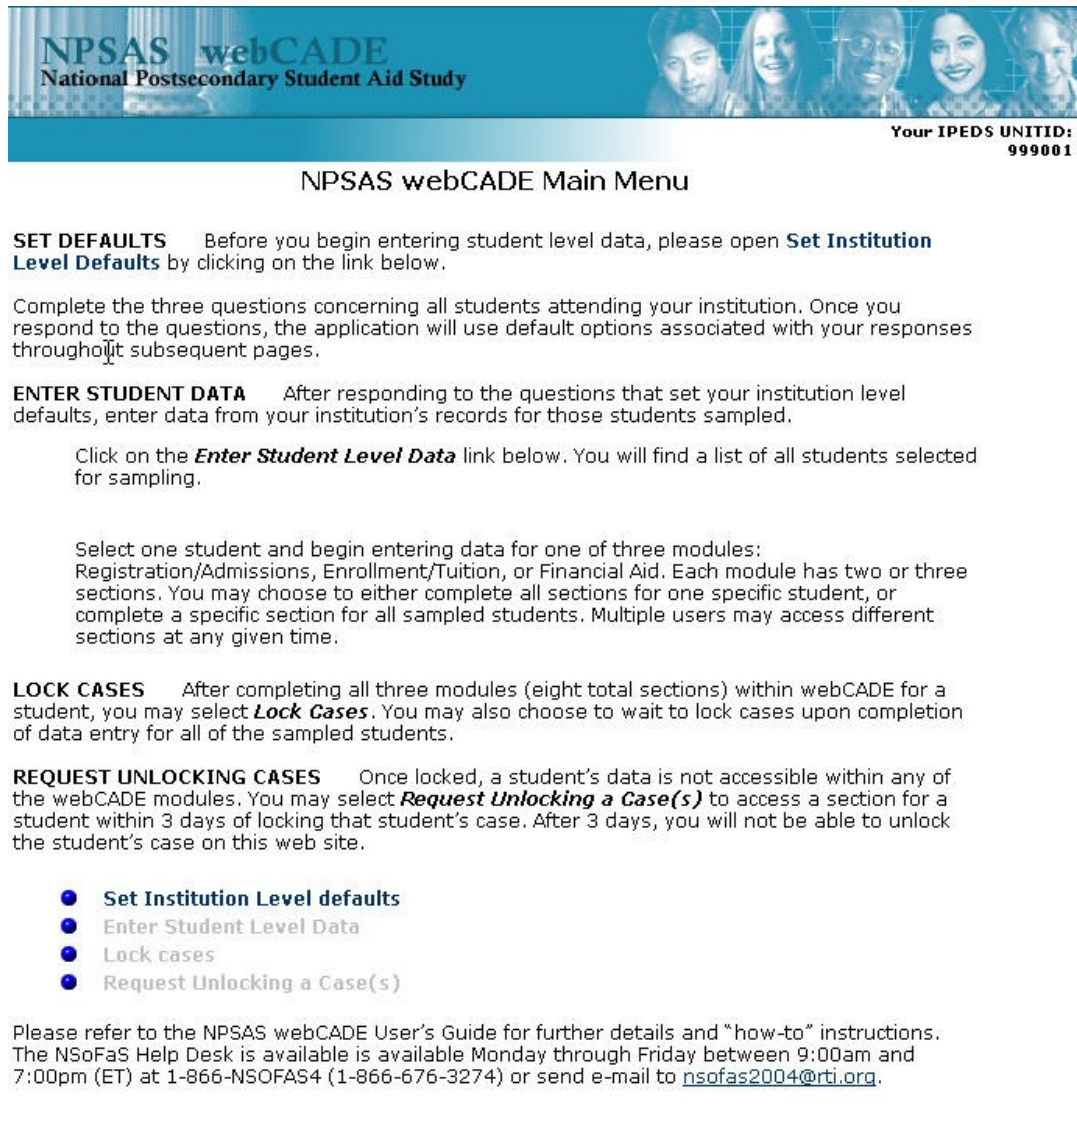 NPSAS webCADE
National Postsecondary Student Aid Study
Your IPEDS UNITID:
999001
NPSAS webCADE Main Menu
SET DEFAULTS Before you begin entering student level data, please open Set Institution
Level Defaults by clicking on the link below.
Complete the three questions concerning all students attending your institution. Once you
respond to the questions, the application will use default options associated with your responses
throughout subsequent pages.
ENTER STUDENT DATA After responding to the questions that set your institution level
defaults, enter data from your institution's records for those students sampled.
Click on the Enter Student Level Data link below. You will find a list of all students selected
for sampling.
Select one student and begin entering data for one of three modules:
Registration/Admissions, Enrollment/Tuition, or Financial Aid. Each module has two or three
sections. You may choose to either complete all sections for one specific student, or
complete a specific section for all sampled students. Multiple users may access different
sections at any given time.
LOCK CASES After completing all three modules (eight total sections) within webCADE for a
student, you may select Lock Cases. You may also choose to wait to lock cases upon completion
of data entry for all of the sampled students.
REQUEST UNLOCKING CASES Once locked, a student's data is not accessible within any of
the webCADE modules. You may select Request Unlocking a Case(s) to access a section for a
student within 3 days of locking that student's case. After 3 days, you will not be able to unlock
the student's case on this web site.
Set Institution Level defaults
Enter Student Level Data
Lock cases
Request Unlocking a Case(s)
Please refer to the NPSAS webCADE User's Guide for further details and “how-to” instructions.
The NSoFaS Help Desk is available is available Monday through Friday between 9:00am and
7:00pm (ET) at 1-866-NSOFAS4 (1-866-676-3274) or send e-mail to nsofas2004@rti.org.